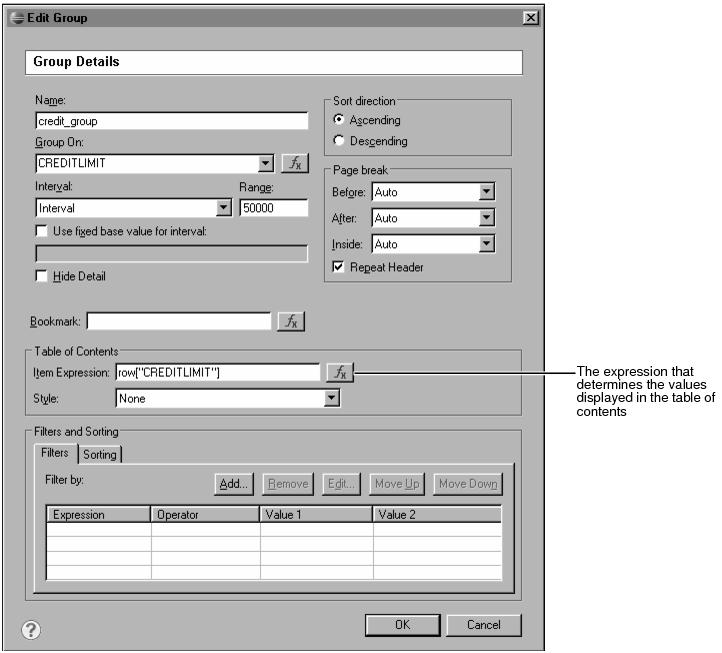 Edit Group
Group Details
Name:
credit_group
Group On:
CREDITLIMIT
fx
Interval:
Range:
Interval
50000
Use fixed base value for interval:
Hide Detail
Sort direction
Ascending
Descending
Page break
Before: Auto
After: Auto
Inside: Auto
Repeat Header
Bookmark:
fx
Table of Contents
Item Expression: row["CREDITLIMIT"]
fx
Style: None
The expression that
determines the values
displayed in the table of
contents
Filters and Sorting
Filters Sorting
Filter by:
Add... Remove Edit... Move Up Move Down
Expression Operator Value 1 Value 2
?
OK Cancel